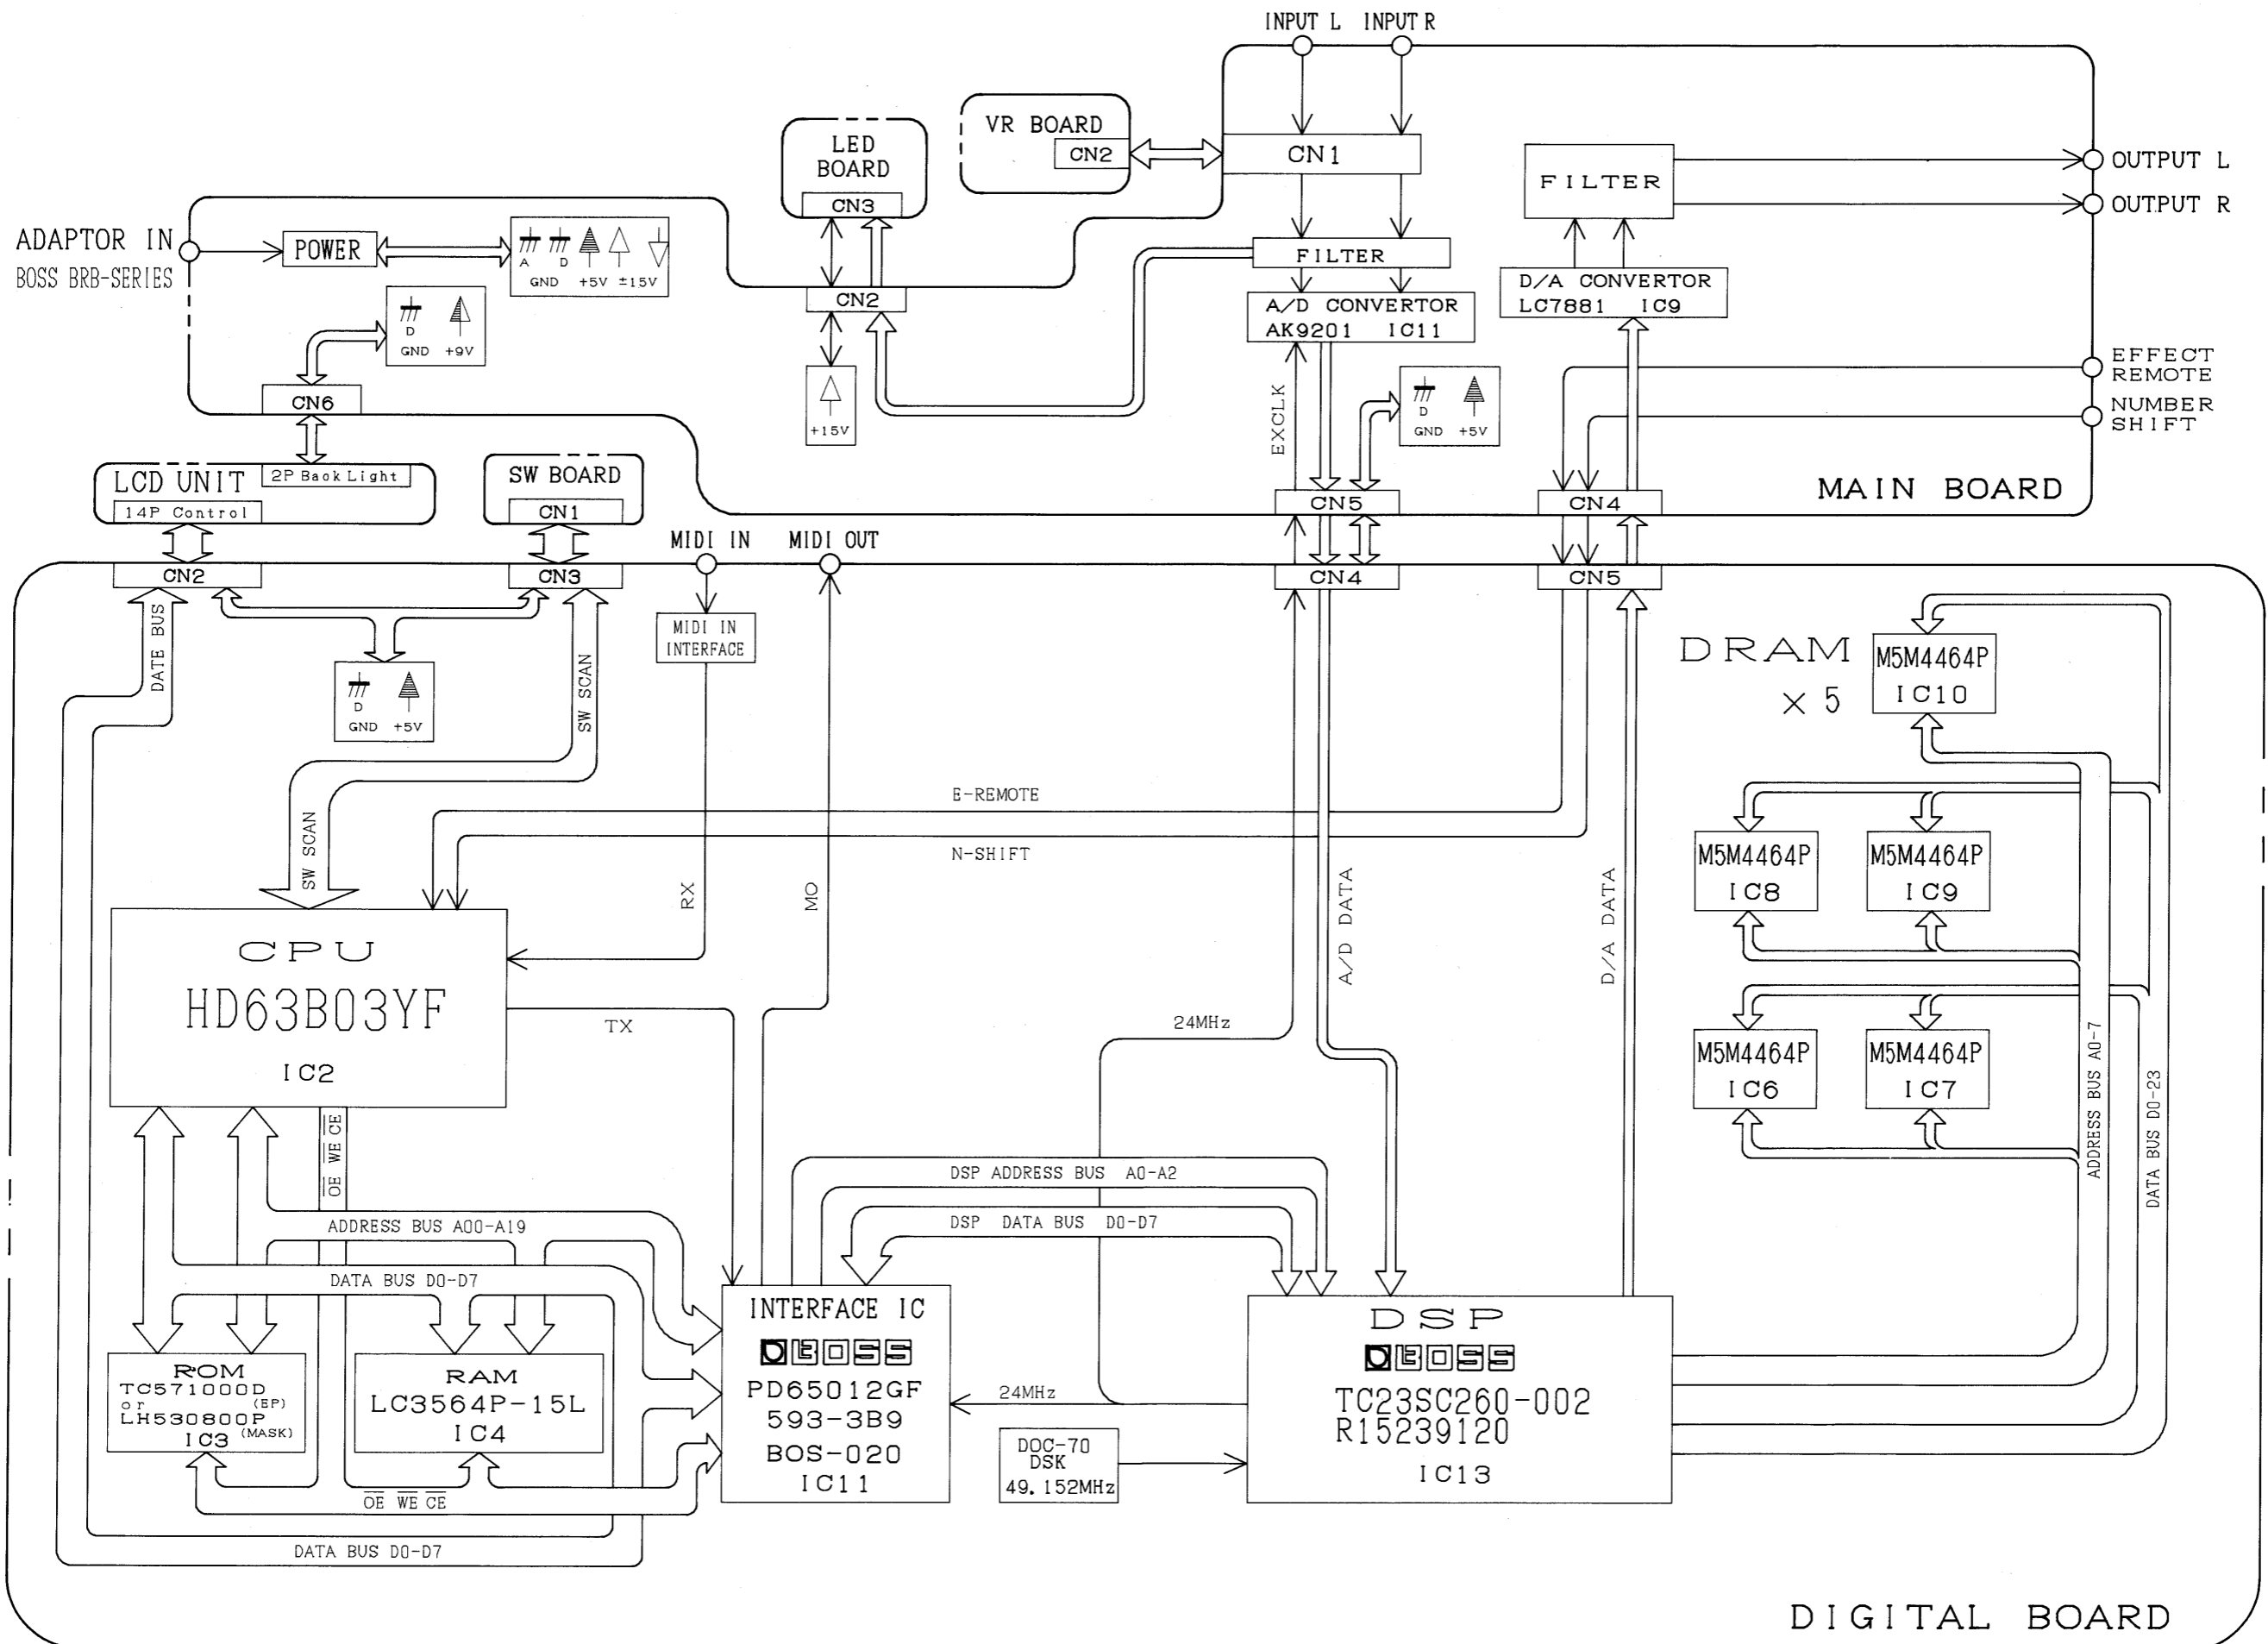 INPUT L INPUT R
VR BOARD
CN2
CN1
LED
BOARD
CN3
FILTER
OUTPUT L
OUTPUT R
ADAPTOR IN
BOSS BRB-SERIES
POWER
A D
GND +5V ±15V
FILTER
CN2
A/D CONVERTOR
AK9201 IC11
D/A CONVERTOR
LC7881 IC9
D
GND +9V
EFFECT
REMOTE
NUMBER
SHIFT
CN6
+15V
EXCLK
D
GND +5V
LCD UNIT
2P Back Light
14P Control
SW BOARD
CN1
CN5
CN4
MAIN BOARD
MIDI IN MIDI OUT
CN2
CN3
CN4
CN5
DATE BUS
MIDI IN
INTERFACE
SW SCAN
D
GND +5V
DRAM
× 5
M5M4464P
IC10
E-REMOTE
N-SHIFT
SW SCAN
RX
MO
A/D DATA
D/A DATA
M5M4464P
IC8
M5M4464P
IC9
CPU
HD63B03YF
IC2
TX
24MHz
M5M4464P
IC6
M5M4464P
IC7
ADDRESS BUS A0-7
DATA BUS D0-23
OE WE CE
DSP ADDRESS BUS A0-A2
DSP DATA BUS D0-D7
ADDRESS BUS A00-A19
DATA BUS D0-D7
INTERFACE IC
BOSS
PD65012GF
593-3B9
BOS-020
IC11
DSP
BOSS
TC23SC260-002
R15239120
IC13
ROM
TC571000D
or (EP)
LH530800P
(MASK)
IC3
RAM
LC3564P-15L
IC4
24MHz
DOC-70
DSK
49.152MHz
OE WE CE
DATA BUS D0-D7
DIGITAL BOARD